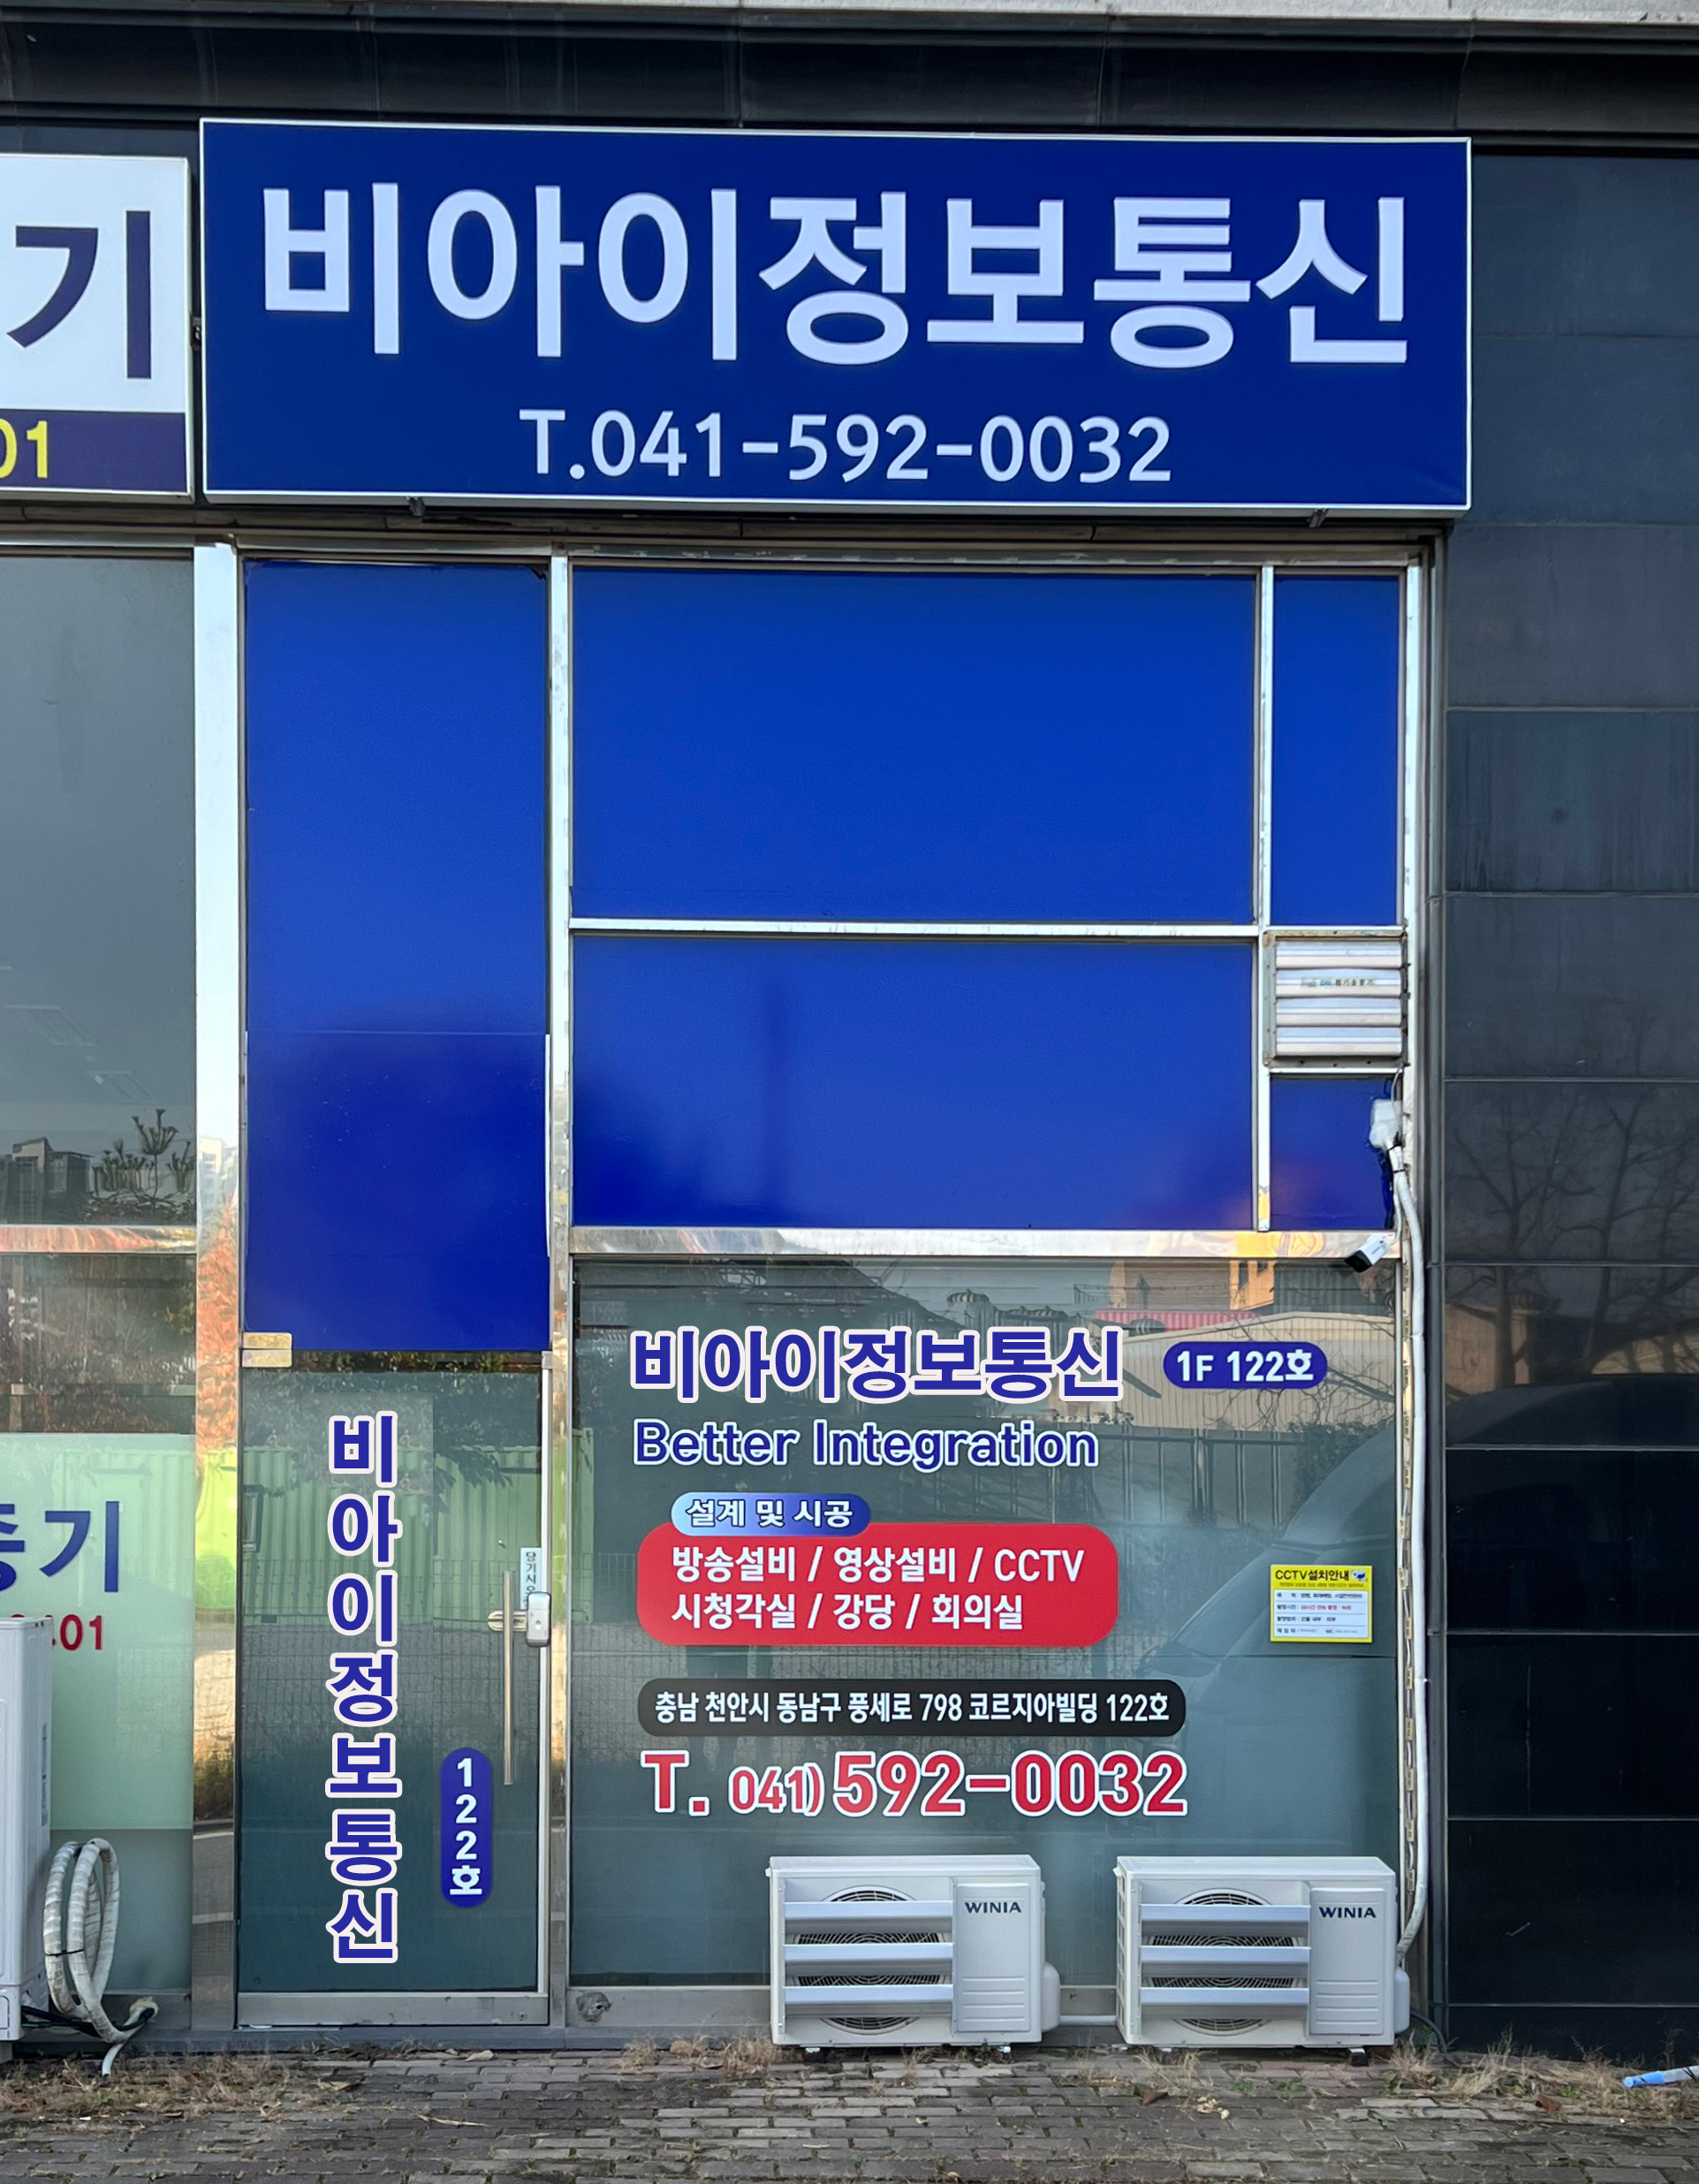 비아이정보통신
T.041-592-0032
기
01
비아이정보통신
1F 122호
Better Integration
설계 및 시공
방송설비 / 영상설비 / CCTV
시청각실 / 강당 / 회의실
충남 천안시 동남구 풍세로 798 코르지아빌딩 122호
T. 041) 592-0032
비아이정보통신
122호
당기시오
CCTV설치안내
중기
01
WINIA
WINIA